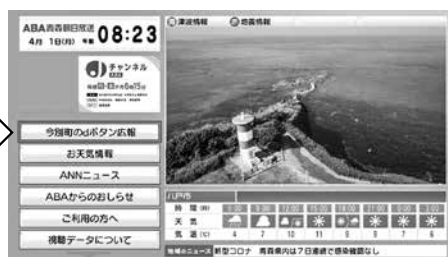 ABA青森朝日放送
4月 1日(月) 午前 08:23
津波情報
地震情報
チャンネル
毎週
今別町のdボタン広報
お天気情報
ANNニュース
ABAからのおしらせ
ご利用の方へ
視聴データについて
八戸市
時 間 (時)
天 気
気 温 (℃) 4 7 10 11 9 8 7 6
地域のニュース 新型コロナ 青森県内は7日連続で感染確認なし